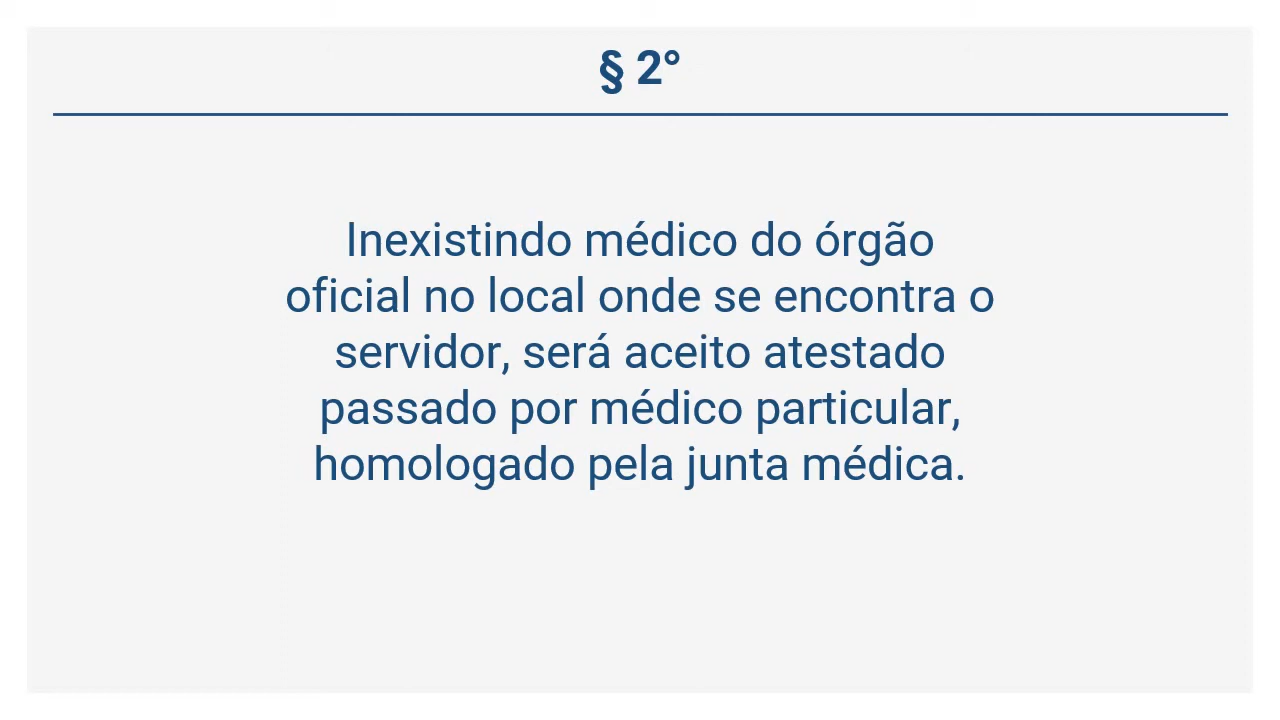 § 2°
Inexistindo médico do órgão
oficial no local onde se encontra o
servidor, será aceito atestado
passado por médico particular,
homologado pela junta médica.